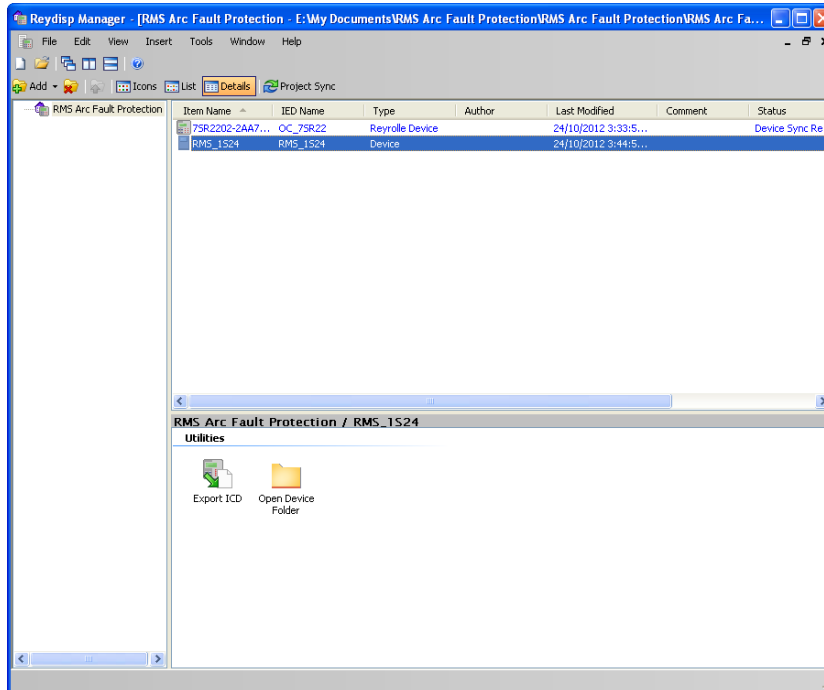 Reydisp Manager - [RMS Arc Fault Protection - E:\My Documents\RMS Arc Fault Protection\RMS Arc Fault Protection\RMS Arc Fa...
File Edit View Insert Tools Window Help
Add Icons List Details Project Sync
RMS Arc Fault Protection
Item Name IED Name Type Author Last Modified Comment Status
7SR2202-2AA7... OC_7SR22 Reyrolle Device 24/10/2012 3:33:5... Device Sync Re
RMS_1S24 RMS_1S24 Device 24/10/2012 3:44:5...
RMS Arc Fault Protection / RMS_1S24
Utilities
Export ICD Open Device
Folder